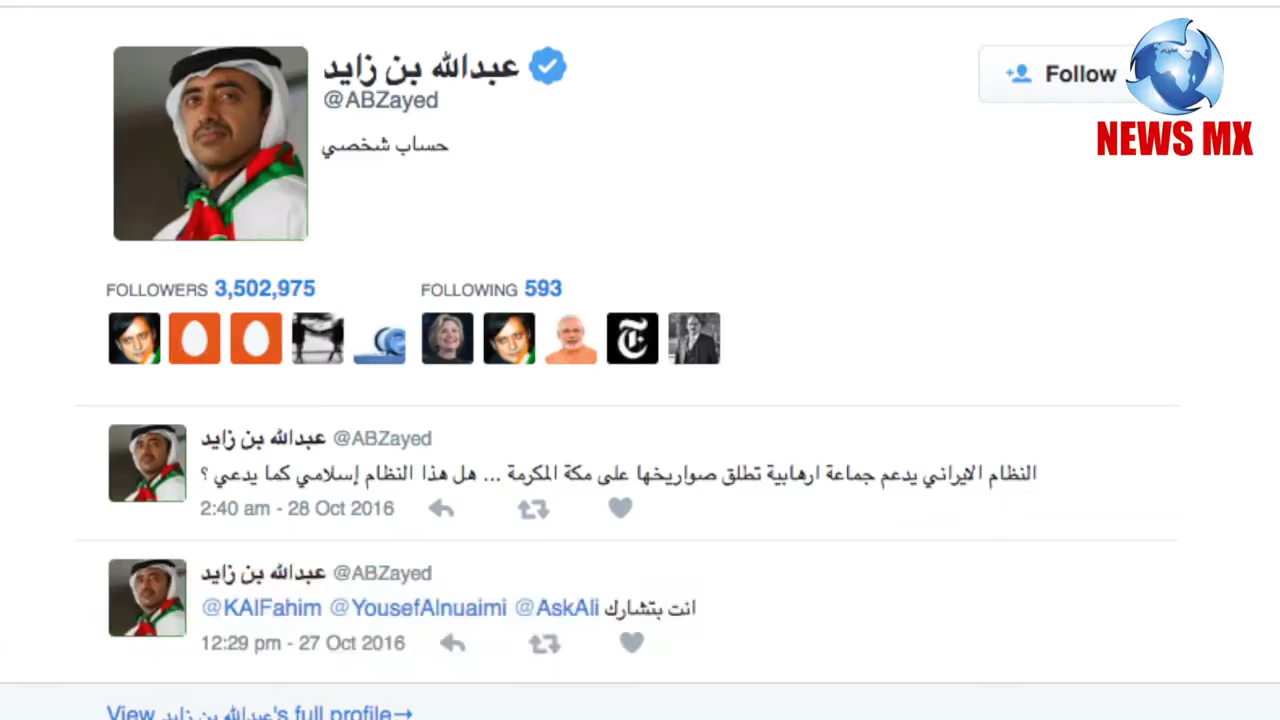 عبدالله بن زايد
@ABZayed
Follow
حساب شخصي
NEWS MX
FOLLOWERS 3,502,975
FOLLOWING 593
عبدالله بن زايد @ABZayed
النظام الايراني يدعم جماعة ارهابية تطلق صواريخها على مكة المكرمة ... هل هذا النظام إسلامي كما يدعي ؟
2:40 am - 28 Oct 2016
عبدالله بن زايد @ABZayed
@KAlFahim @YousefAlnuaimi @AskAli انت بتشارك
12:29 pm - 27 Oct 2016
View عبدالله بن زايد's full profile→